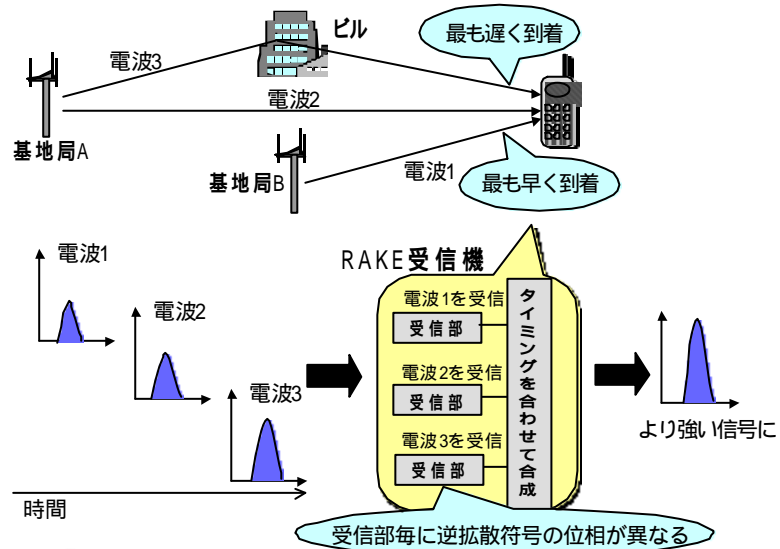 ビル
最も遅く到着
電波3
電波2
基地局A
基地局B
電波1
最も早く到着
電波1
電波2
電波3
時間
RAKE受信機
電波1を受信
受信部
電波2を受信
受信部
電波3を受信
受信部
タイミングを合わせて合成
より強い信号に
受信部毎に逆拡散符号の位相が異なる